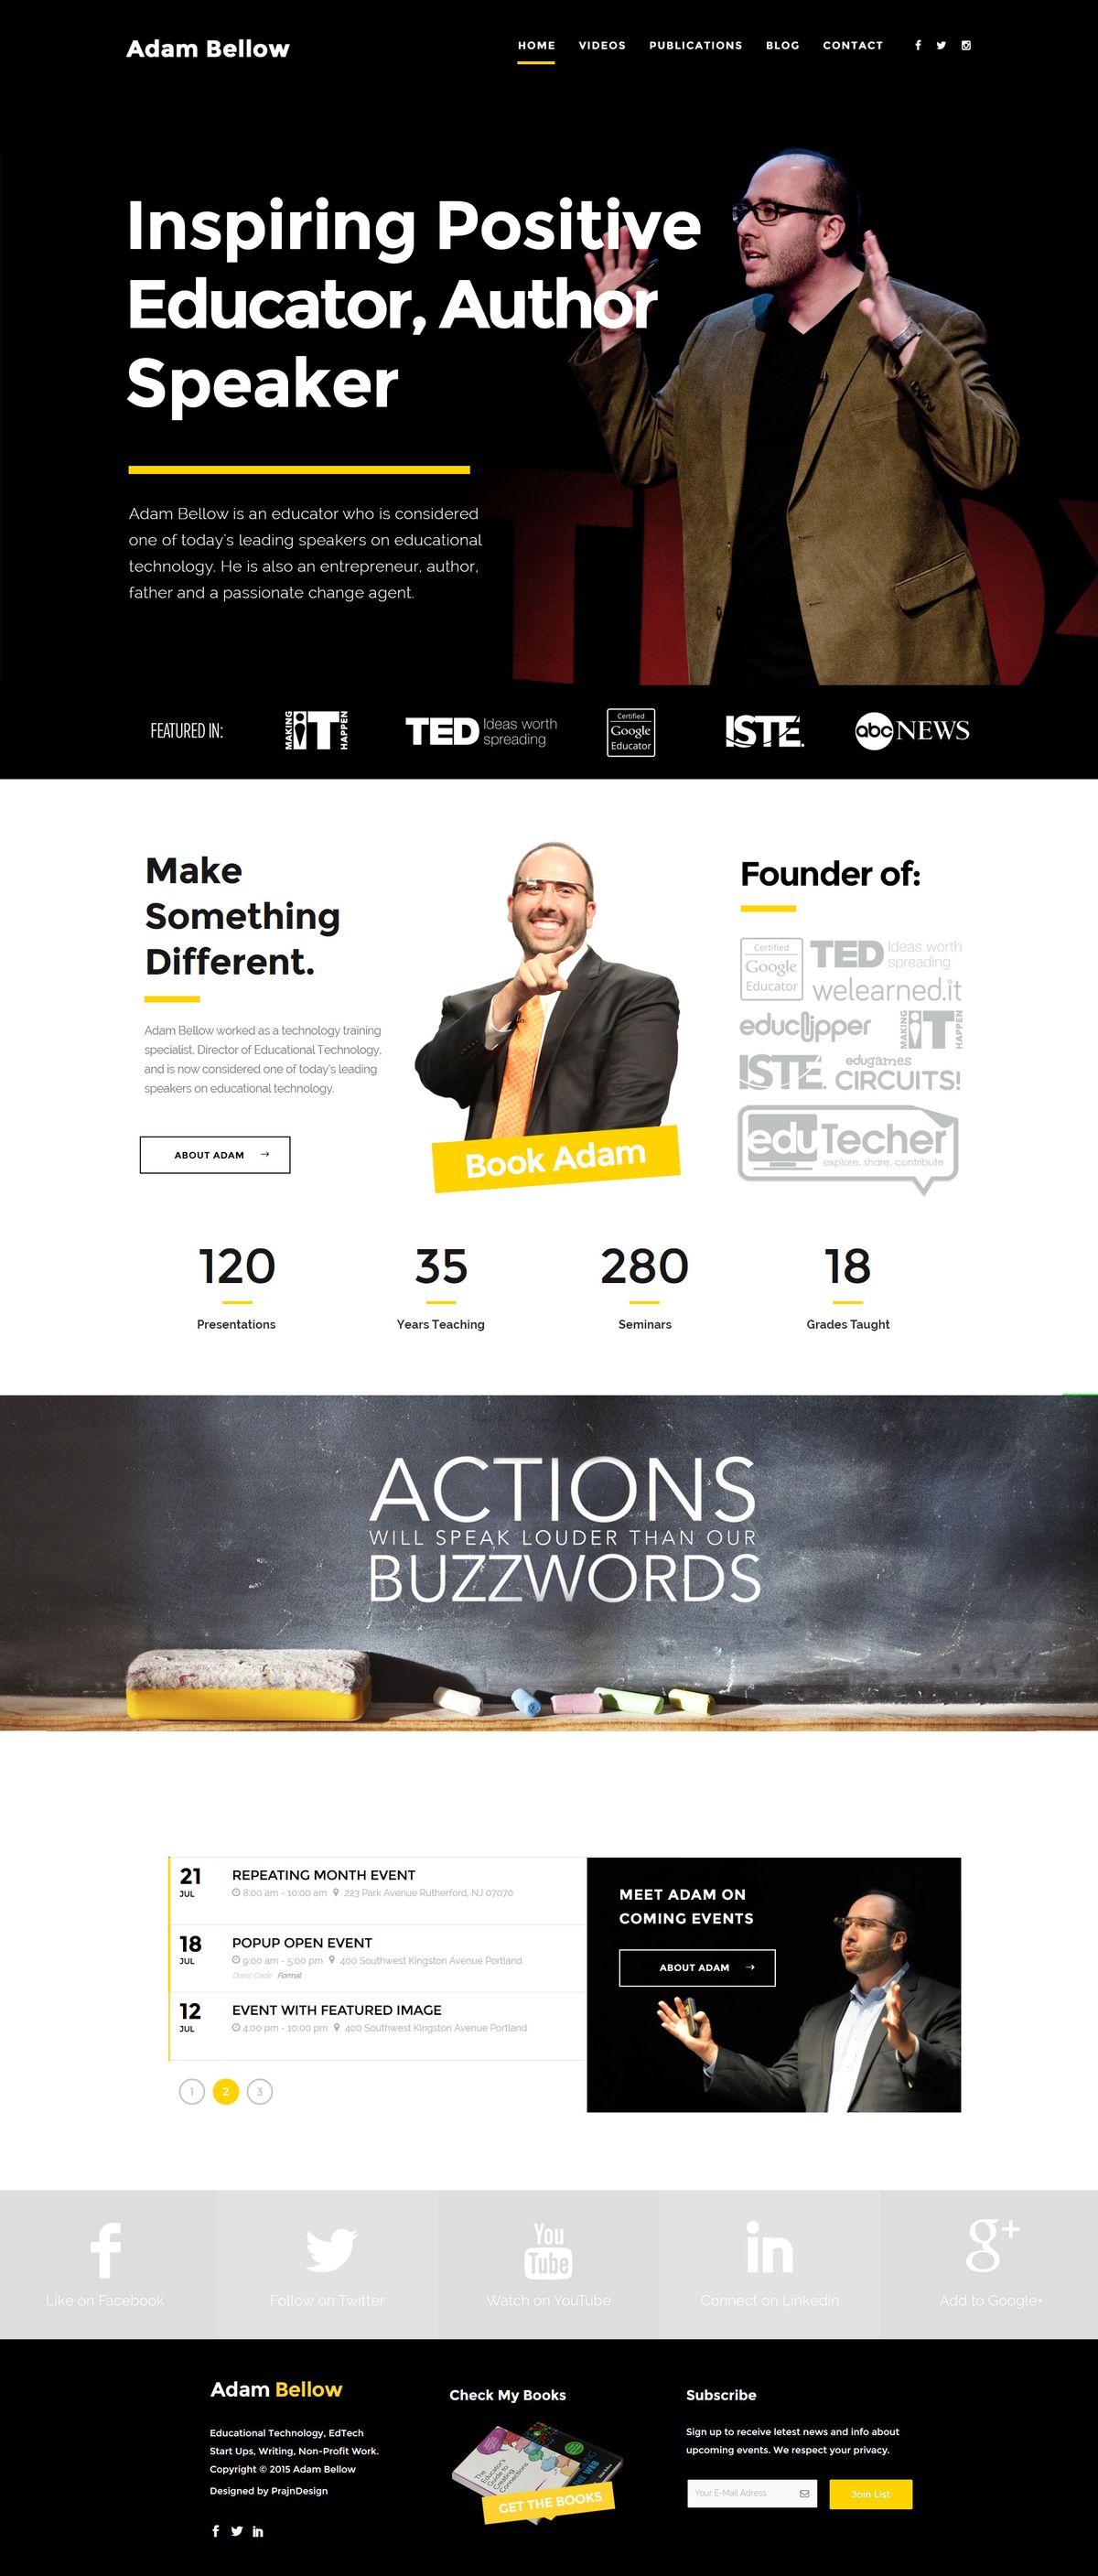 Adam Bellow
HOME VIDEOS PUBLICATIONS BLOG CONTACT
Inspiring Positive
Educator, Author
Speaker
Adam Bellow is an educator who is considered
one of today's leading speakers on educational
technology. He is also an entrepreneur, author,
father and a passionate change agent.
FEATURED IN:
MAKING iT HAPPEN
TED Ideas worth
spreading
Certified
Google
Educator
ISTE.
abc NEWS
Make
Something
Different.
Adam Bellow worked as a technology training
specialist, Director of Educational Technology,
and is now considered one of today's leading
speakers on educational technology.
ABOUT ADAM
Book Adam
Founder of:
Certified
Google
Educator
TED Ideas worth
spreading
welearned.it
educlipper
MAKING iT HAPPEN
ISTE.
edugames
CIRCUITS!
eduTecher
explore. share. contribute
120 35 280 18
Presentations Years Teaching Seminars Grades Taught
ACTIONS
WILL SPEAK LOUDER THAN OUR
BUZZWORDS
21 REPEATING MONTH EVENT
JUL 8:00 am - 10:00 am 223 Park Avenue Rutherford, NJ 07070
18 POPUP OPEN EVENT
JUL 9:00 am - 5:00 pm 400 Southwest Kingston Avenue Portland
Dress Code Formal
12 EVENT WITH FEATURED IMAGE
JUL 4:00 pm - 10:00 pm 400 Southwest Kingston Avenue Portland
1 2 3
MEET ADAM ON
COMING EVENTS
ABOUT ADAM
f
You
Tube
in
g+
Like on Facebook Follow on Twitter Watch on YouTube Connect on Linkedin Add to Google+
Adam Bellow
Educational Technology, EdTech
Start Ups, Writing, Non-Profit Work.
Copyright © 2015 Adam Bellow
Designed by PrajnDesign
Check My Books
The
Educator's
Guide to
Creating
Connections
THE WEB
GET THE BOOKS
Subscribe
Sign up to receive letest news and info about
upcoming events. We respect your privacy.
Your E-Mail Adress
Join List